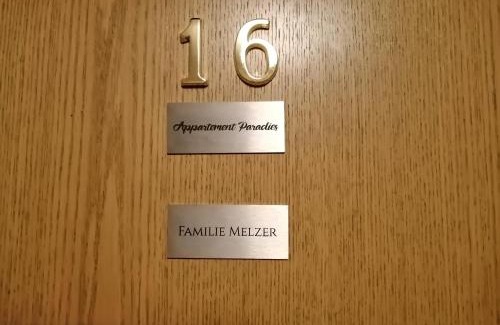 16
Appartement Paradies
FAMILIE MELZER